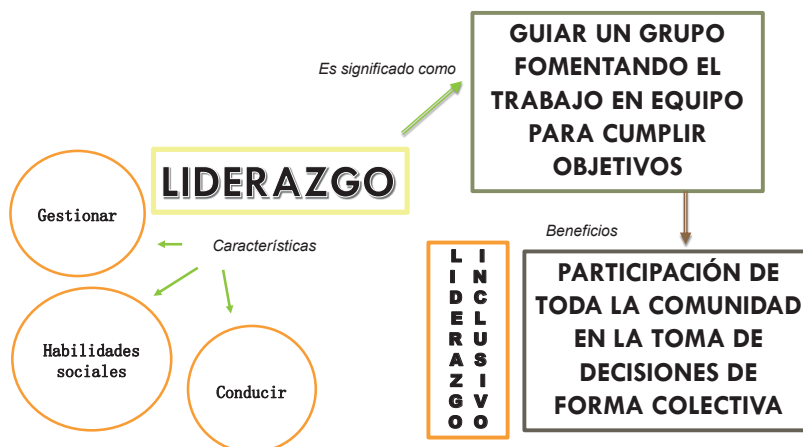 Es significado como
GUIAR UN GRUPO
FOMENTANDO EL
TRABAJO EN EQUIPO
PARA CUMPLIR
OBJETIVOS
LIDERAZGO
Gestionar
Características
Habilidades
sociales
Conducir
Beneficios
LIDERAZGO
INCLUSIVO
PARTICIPACIÓN DE
TODA LA COMUNIDAD
EN LA TOMA DE
DECISIONES DE
FORMA COLECTIVA